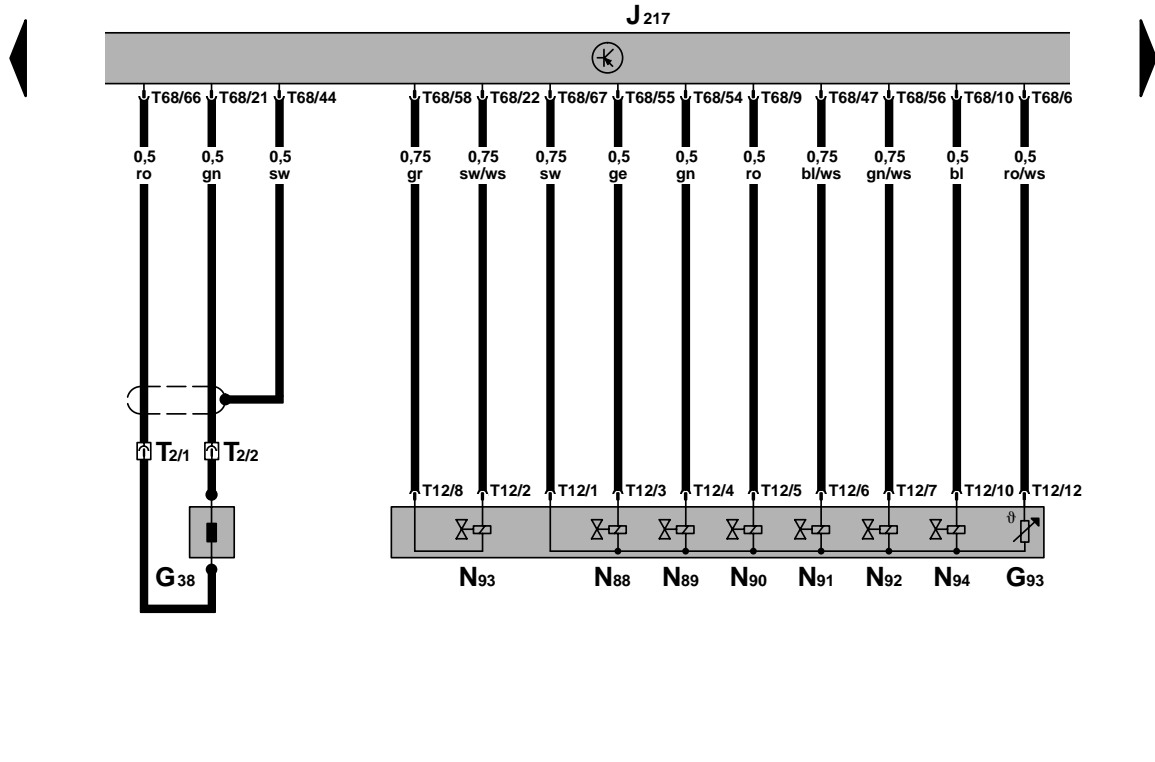 J 217
T68/66 T68/21 T68/44 T68/58 T68/22 T68/67 T68/55 T68/54 T68/9 T68/47 T68/56 T68/10 T68/6
0,5 0,5 0,5 0,75 0,75 0,75 0,5 0,5 0,5 0,75 0,75 0,5 0,5
ro gn sw gr sw/ws sw ge gn ro bl/ws gn/ws bl ro/ws
T2/1 T2/2
T12/8 T12/2 T12/1 T12/3 T12/4 T12/5 T12/6 T12/7 T12/10 T12/12
ϑ
G38 N93 N88 N89 N90 N91 N92 N94 G93